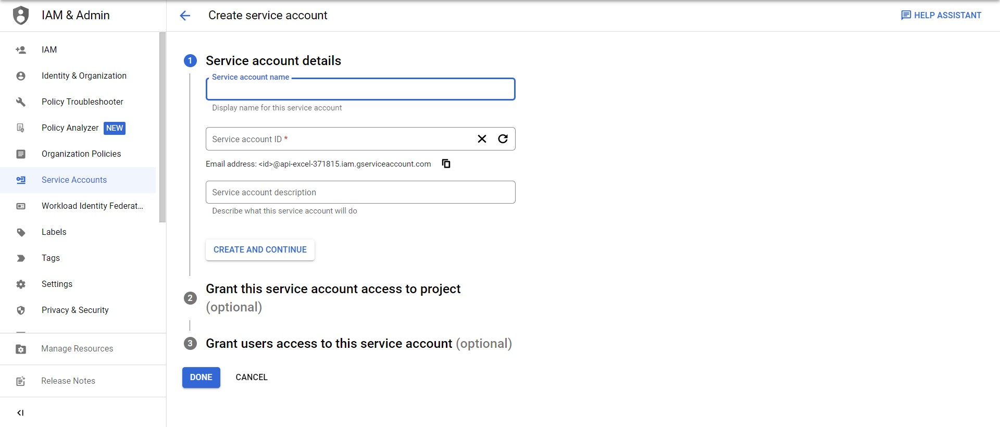 IAM & Admin
Create service account
HELP ASSISTANT
IAM
Identity & Organization
Policy Troubleshooter
Policy Analyzer NEW
Organization Policies
Service Accounts
Workload Identity Federat...
Labels
Tags
Settings
Privacy & Security
Manage Resources
Release Notes
1 Service account details
Service account name
Display name for this service account
Service account ID *
Email address: <id>@api-excel-371815.iam.gserviceaccount.com
Service account description
Describe what this service account will do
CREATE AND CONTINUE
2 Grant this service account access to project
(optional)
3 Grant users access to this service account (optional)
DONE CANCEL